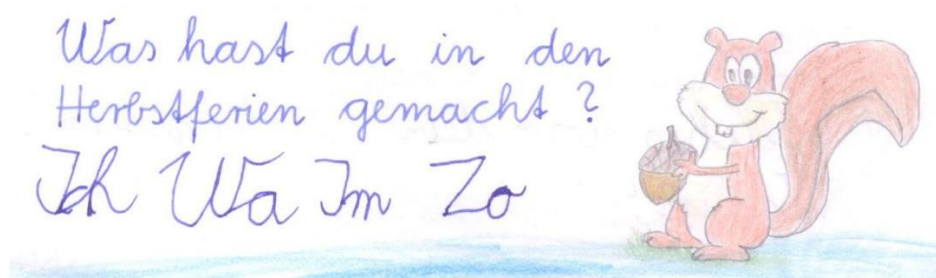 Was hast du in den
Herbstferien gemacht?
Ich Wa Im Zo